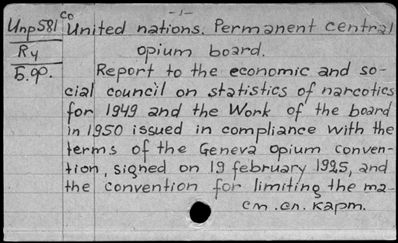 -1-
Unp581 Co United nations. Permanent central
Ry opium board.
Б.ф. Report to the economic and so-
cial council on statistics of narcotics
for 1949 and the Work of the board
in 1950 issued in compliance with the
terms of the Geneva opium conven-
tion, signed on 19 february 1925, and
the convention for limiting the ma-
см. сл. карт.